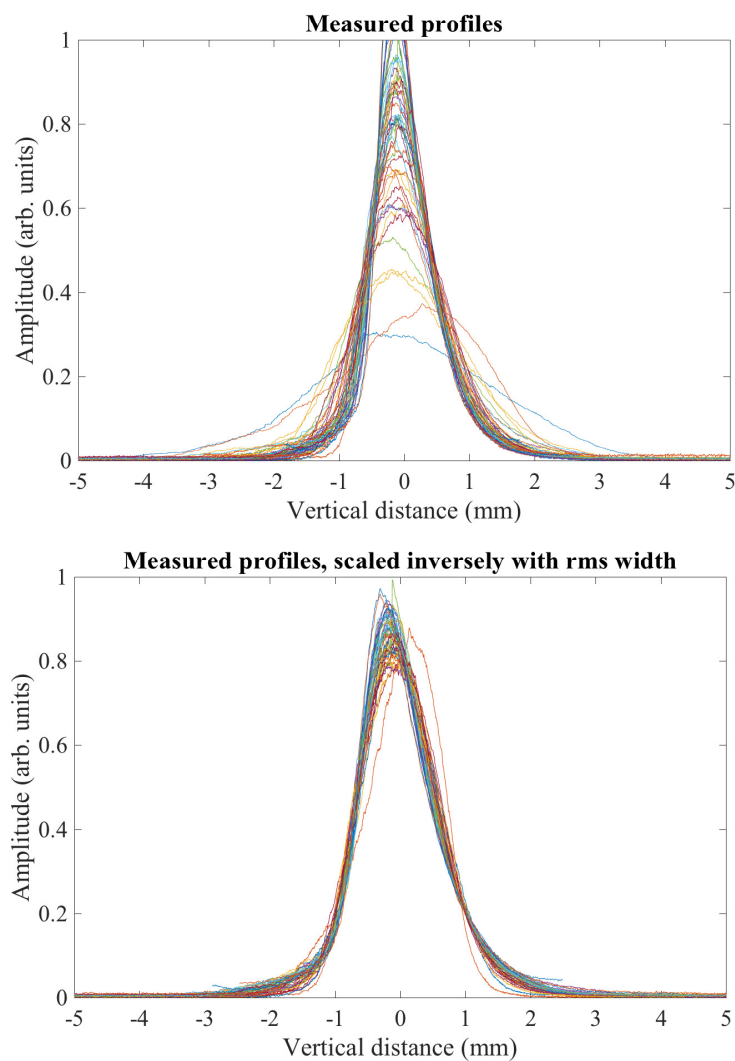 Measured profiles
1
0.8
0.6
0.4
0.2
0
Amplitude (arb. units)
-5 -4 -3 -2 -1 0 1 2 3 4 5
Vertical distance (mm)
Measured profiles, scaled inversely with rms width
1
0.8
0.6
0.4
0.2
0
Amplitude (arb. units)
-5 -4 -3 -2 -1 0 1 2 3 4 5
Vertical distance (mm)